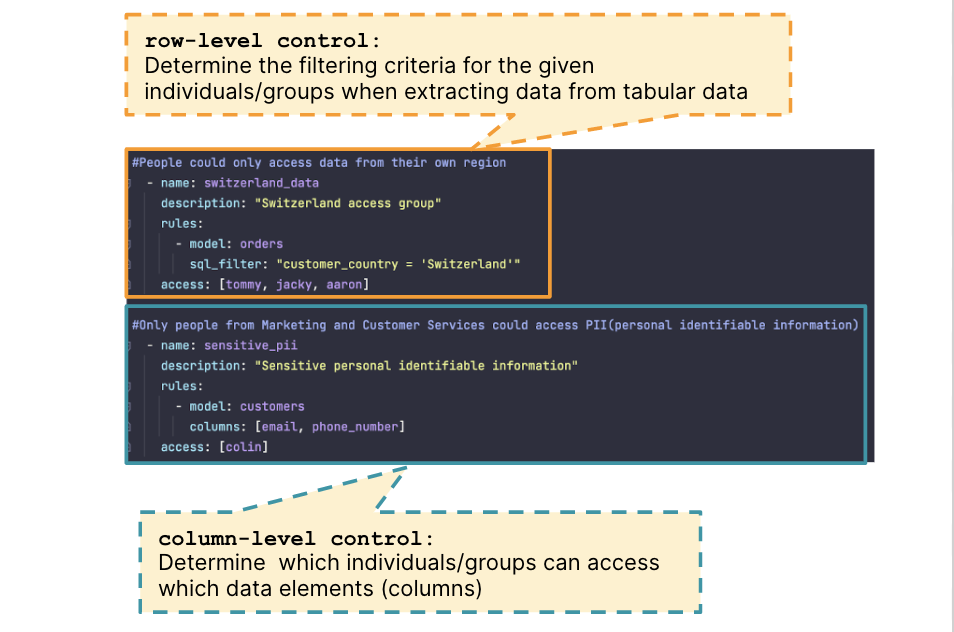 row-level control:
Determine the filtering criteria for the given
individuals/groups when extracting data from tabular data
#People could only access data from their own region
- name: switzerland_data
description: "Switzerland access group"
rules:
- model: orders
sql_filter: "customer_country = 'Switzerland'"
access: [tommy, jacky, aaron]
#Only people from Marketing and Customer Services could access PII(personal identifiable information)
- name: sensitive_pii
description: "Sensitive personal identifiable information"
rules:
- model: customers
columns: [email, phone_number]
access: [colin]
column-level control:
Determine  which individuals/groups can access
which data elements (columns)